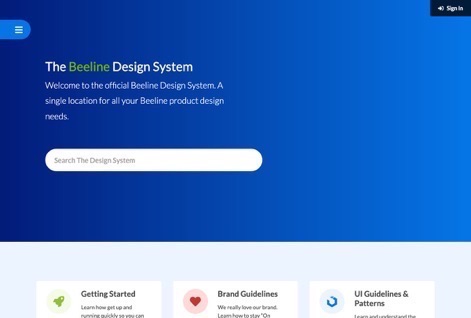 Sign In
The Beeline Design System
Welcome to the official Beeline Design System. A
single location for all your Beeline product design
needs.
Search The Design System
Getting Started
Learn how get up and
running quickly so you can
Brand Guidelines
We really love our brand.
Learn how to stay "On
UI Guidelines &
Patterns
Learn and understand the